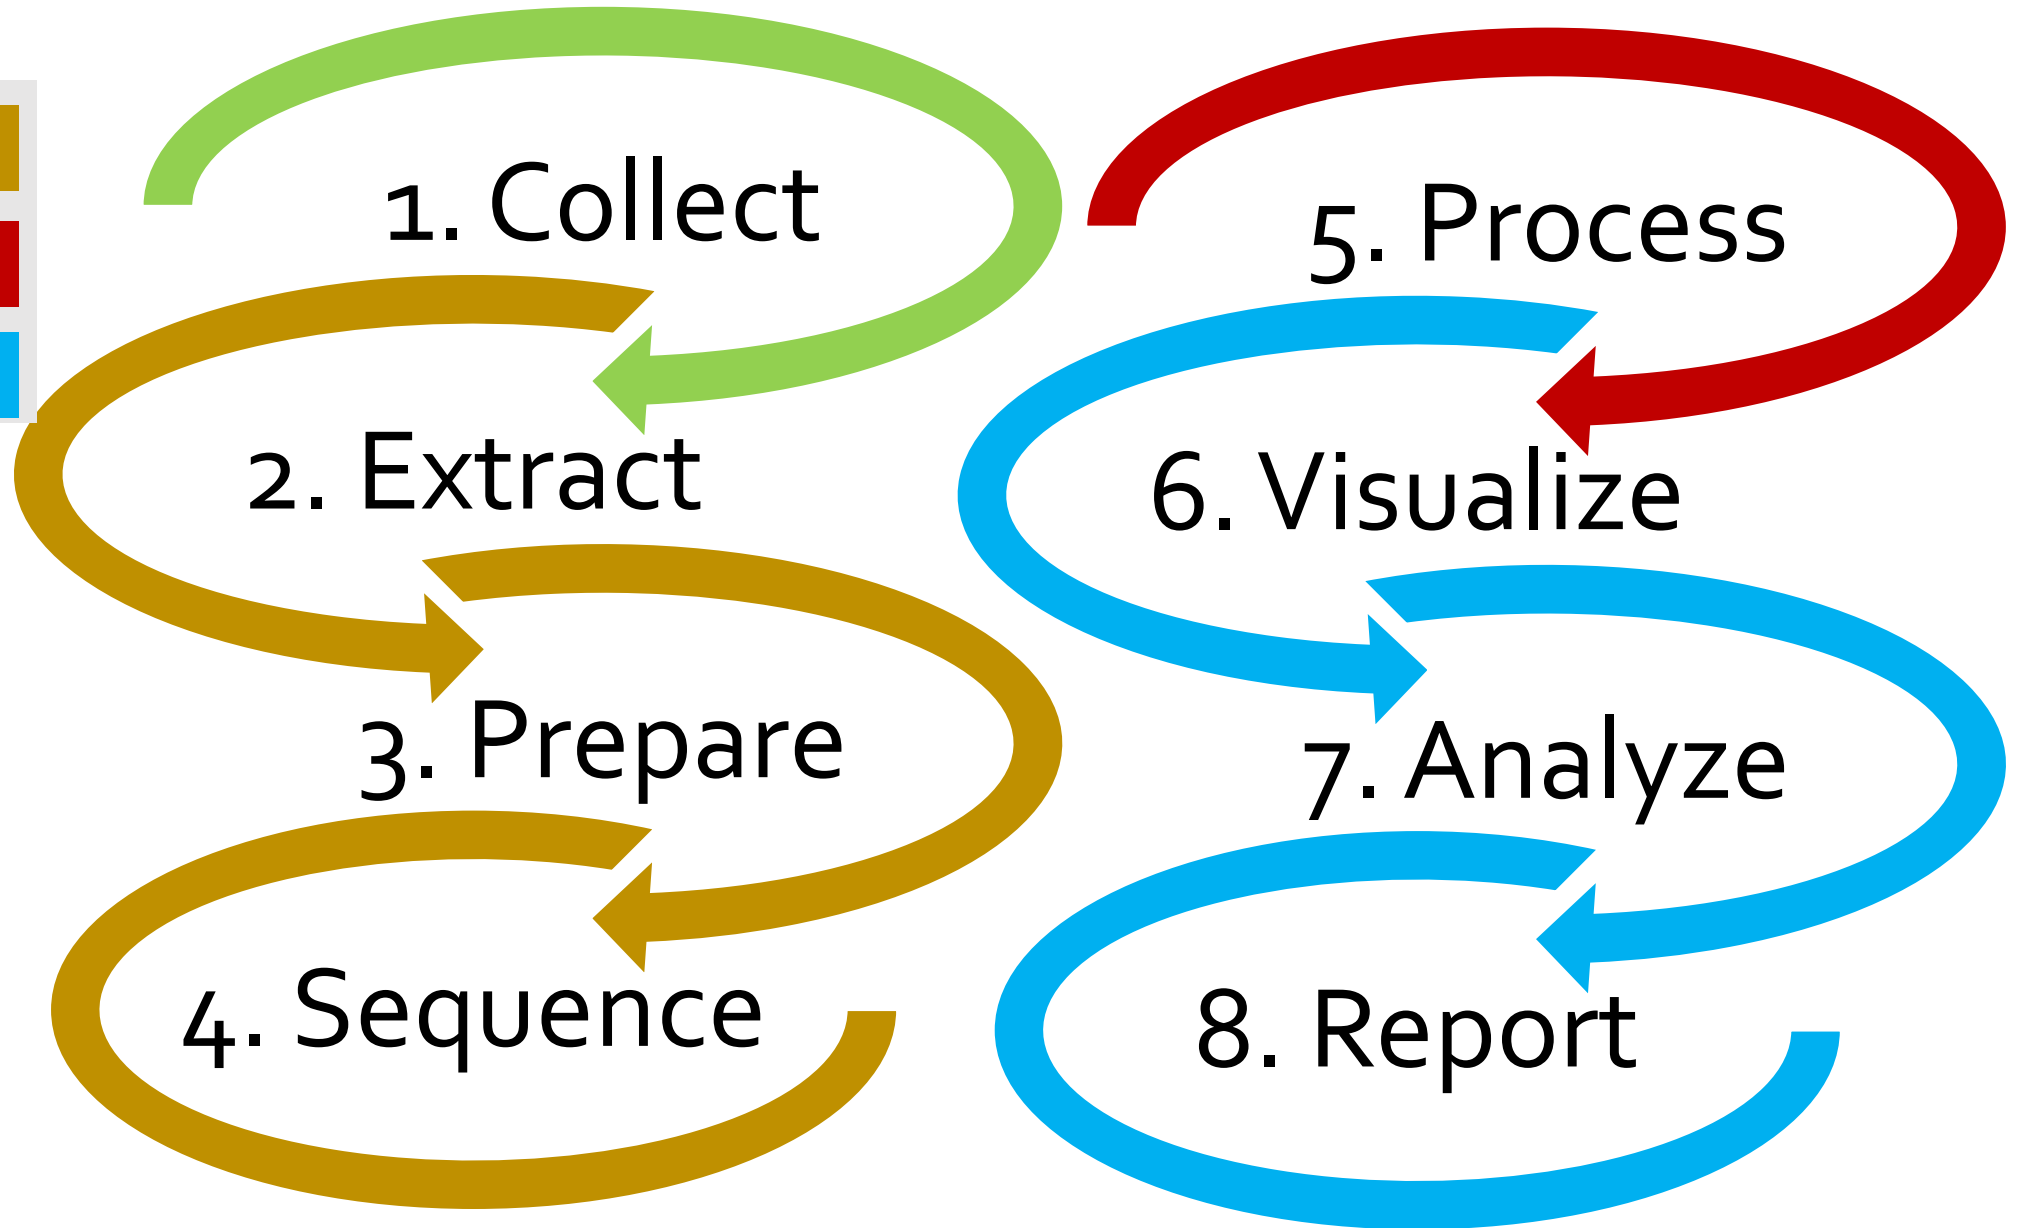 1. Collect
2. Extract
3. Prepare
4. Sequence
5. Process
6. Visualize
7. Analyze
8. Report